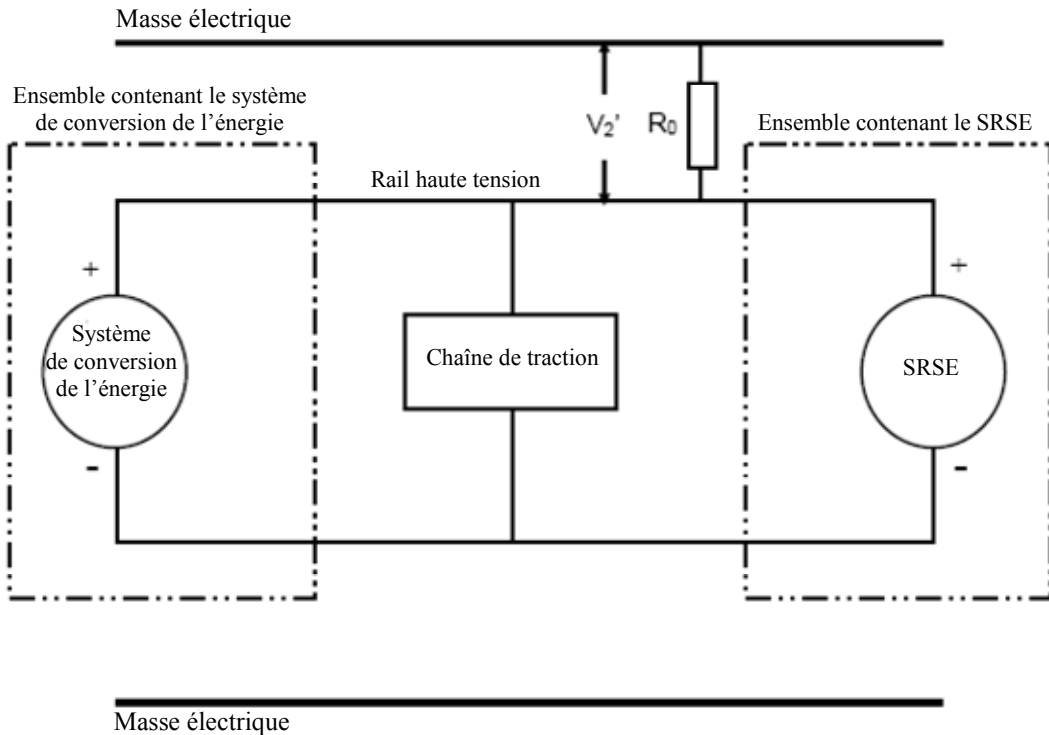 Masse électrique
Ensemble contenant le système
de conversion de l’énergie
V2’
R0
Ensemble contenant le SRSE
Rail haute tension
+
+
Système
de conversion
de l’énergie
Chaîne de traction
SRSE
-
-
Masse électrique